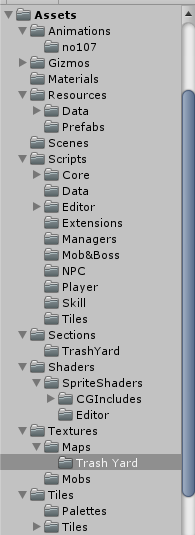 Assets
Animations
no107
Gizmos
Materials
Resources
Data
Prefabs
Scenes
Scripts
Core
Data
Editor
Extensions
Managers
Mob&Boss
NPC
Player
Skill
Tiles
Sections
TrashYard
Shaders
SpriteShaders
CGIncludes
Editor
Textures
Maps
Trash Yard
Mobs
Tiles
Palettes
Tiles